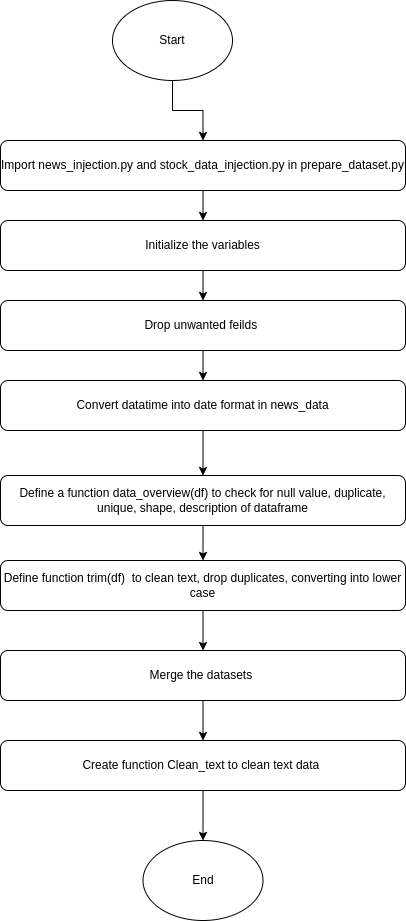 Start
Import news_injection.py and stock_data_injection.py in prepare_dataset.py
Initialize the variables
Drop unwanted feilds
Convert datatime into date format in news_data
Define a function data_overview(df) to check for null value, duplicate,
unique, shape, description of dataframe
Define function trim(df) to clean text, drop duplicates, converting into lower
case
Merge the datasets
Create function Clean_text to clean text data
End